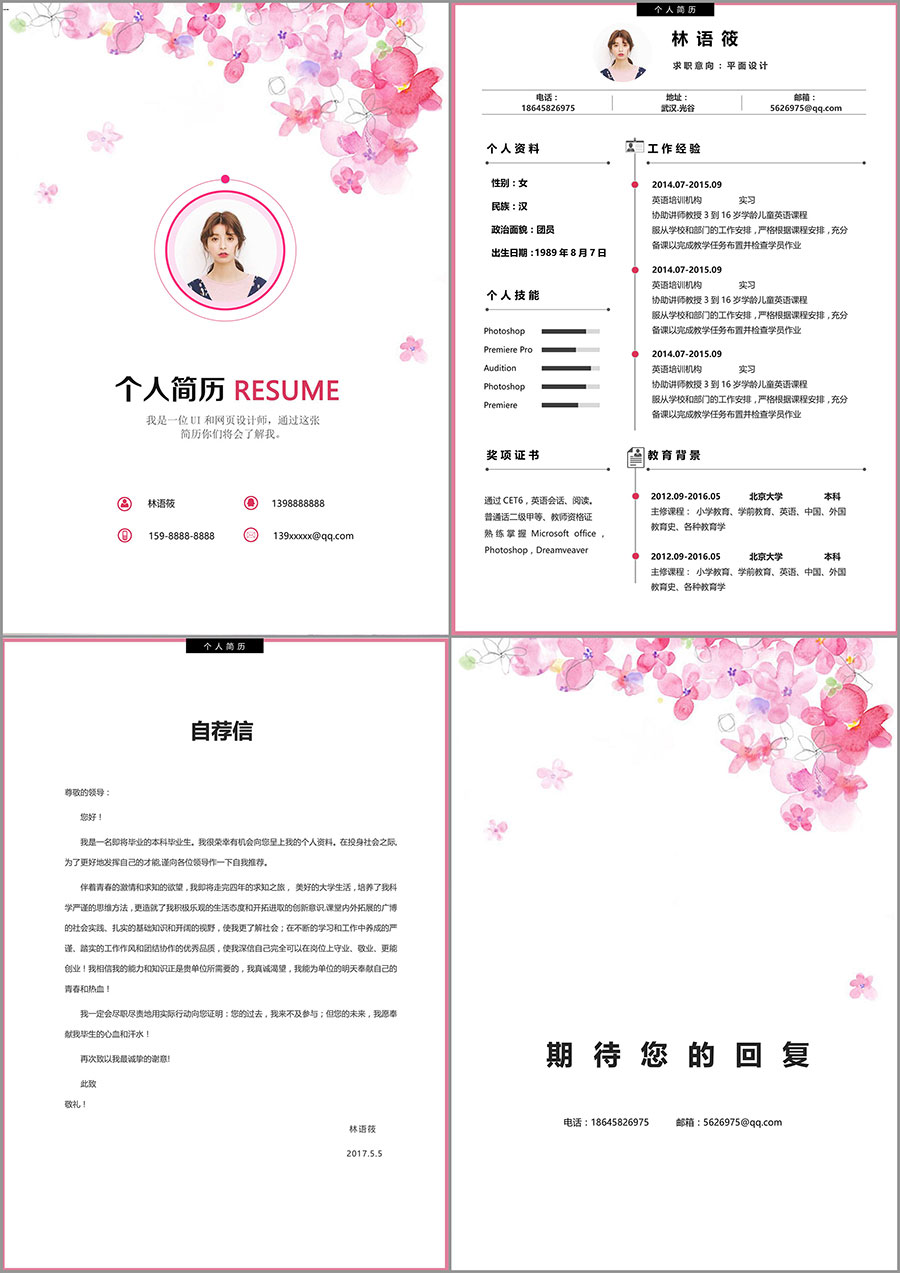 个人简历 RESUME
我是一位 UI 和网页设计师，通过这张
简历你们将会了解我。
林语筱
1398888888
159-8888-8888
139xxxxx@qq.com
个人简历
林语筱
求职意向：平面设计
电话：
18645826975
地址：
武汉.光谷
邮箱：
5626975@qq.com
个人资料
性别：女
民族：汉
政治面貌：团员
出生日期：1989 年 8 月 7 日
个人技能
Photoshop
Premiere Pro
Audition
Photoshop
Premiere
奖项证书
通过 CET6，英语会话、阅读。
普通话二级甲等、教师资格证
熟练掌握 Microsoft office，
Photoshop，Dreamveaver
工作经验
2014.07-2015.09
英语培训机构 实习
协助讲师教授 3 到 16 岁学龄儿童英语课程
服从学校和部门的工作安排，严格根据课程安排，充分
备课以完成教学任务布置并检查学员作业
2014.07-2015.09
英语培训机构 实习
协助讲师教授 3 到 16 岁学龄儿童英语课程
服从学校和部门的工作安排，严格根据课程安排，充分
备课以完成教学任务布置并检查学员作业
2014.07-2015.09
英语培训机构 实习
协助讲师教授 3 到 16 岁学龄儿童英语课程
服从学校和部门的工作安排，严格根据课程安排，充分
备课以完成教学任务布置并检查学员作业
教育背景
2012.09-2016.05 北京大学 本科
主修课程： 小学教育、学前教育、英语、中国、外国
教育史、各种教育学
2012.09-2016.05 北京大学 本科
主修课程： 小学教育、学前教育、英语、中国、外国
教育史、各种教育学
个人简历
自荐信
尊敬的领导：
您好！
我是一名即将毕业的本科毕业生。我很荣幸有机会向您呈上我的个人资料。在投身社会之际,
为了更好地发挥自己的才能,谨向各位领导作一下自我推荐。
伴着青春的激情和求知的欲望，我即将走完四年的求知之旅， 美好的大学生活，培养了我科
学严谨的思维方法，更造就了我积极乐观的生活态度和开拓进取的创新意识.课堂内外拓展的广博
的社会实践、扎实的基础知识和开阔的视野，使我更了解社会；在不断的学习和工作中养成的严
谨、踏实的工作作风和团结协作的优秀品质，使我深信自己完全可以在岗位上守业、敬业、更能
创业！我相信我的能力和知识正是贵单位所需要的，我真诚渴望，我能为单位的明天奉献自己的
青春和热血！
我一定会尽职尽责地用实际行动向您证明：您的过去，我来不及参与；但您的未来，我愿奉
献我毕生的心血和汗水！
再次致以我最诚挚的谢意!
此致
敬礼！
林语筱
2017.5.5
期待您的回复
电话：18645826975 邮箱：5626975@qq.com